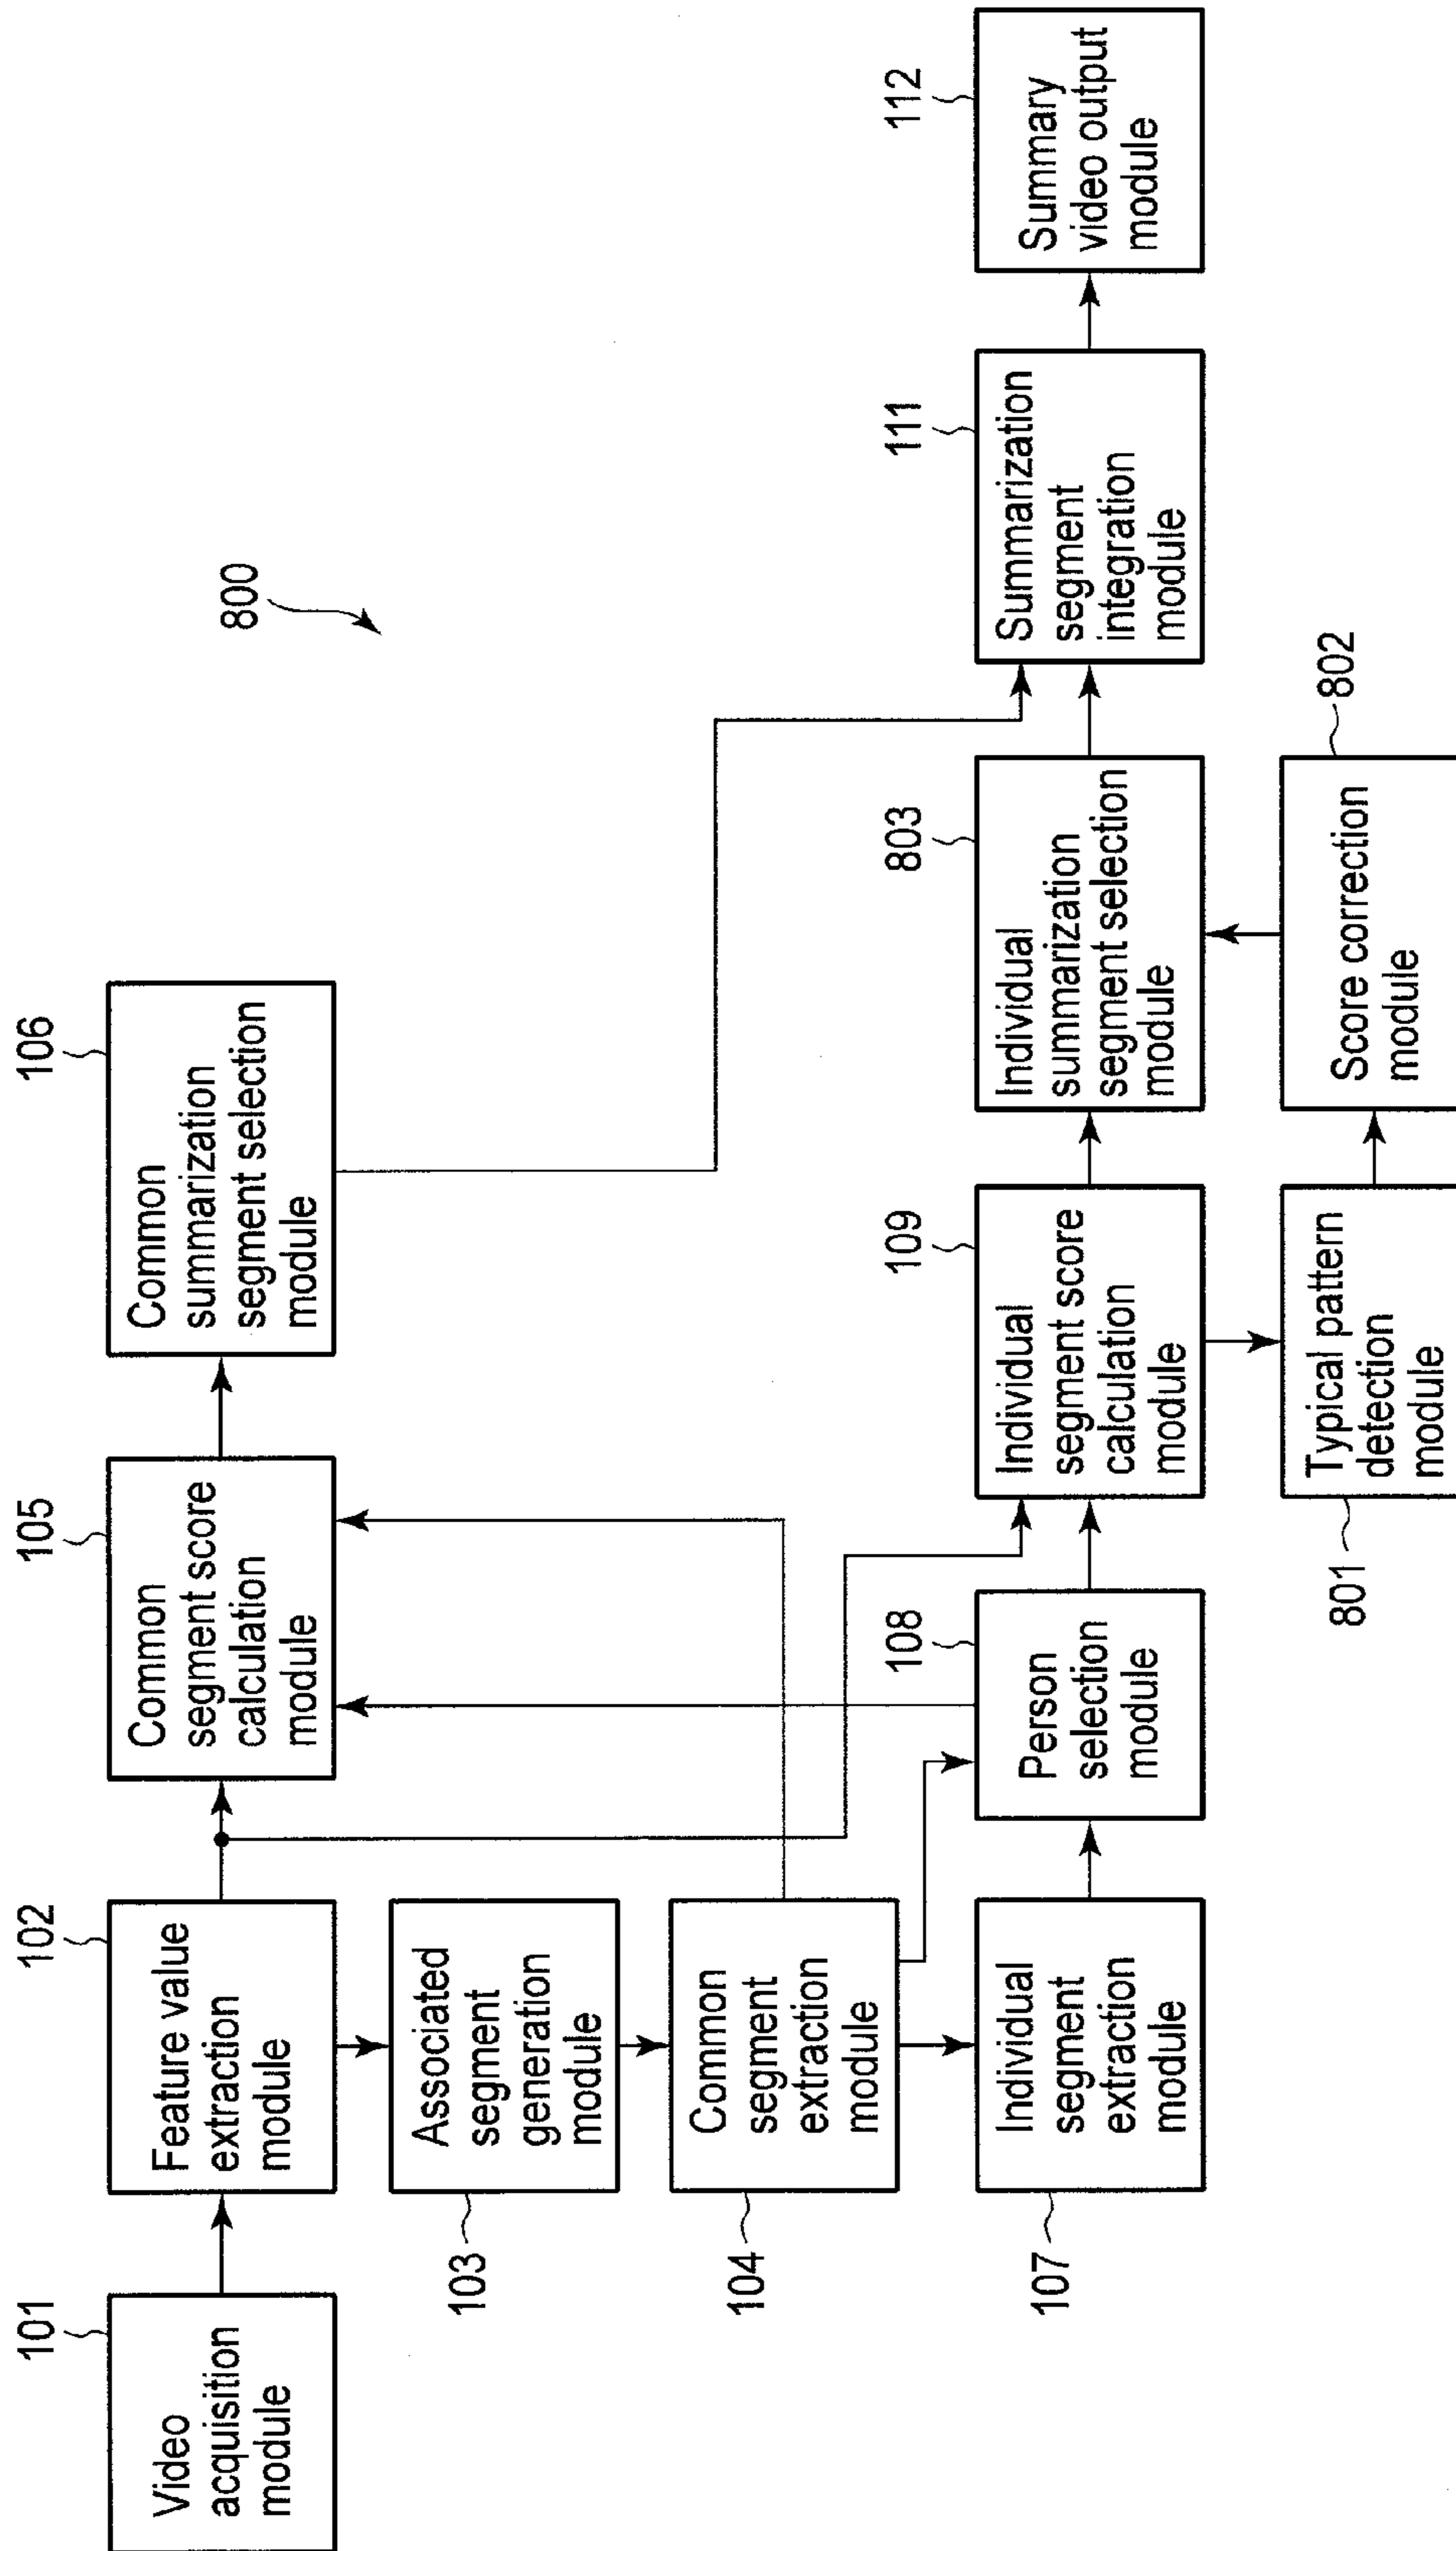 800
101
Video
acquisition
module
102
Feature value
extraction
module
105
Common
segment score
calculation
module
106
Common
summarization
segment selection
module
103
Associated
segment
generation
module
104
Common
segment
extraction
module
107
Individual
segment
extraction
module
108
Person
selection
module
109
Individual
segment score
calculation
module
803
Individual
summarization
segment selection
module
111
Summarization
segment
integration
module
112
Summary
video output
module
801
Typical pattern
detection
module
802
Score correction
module